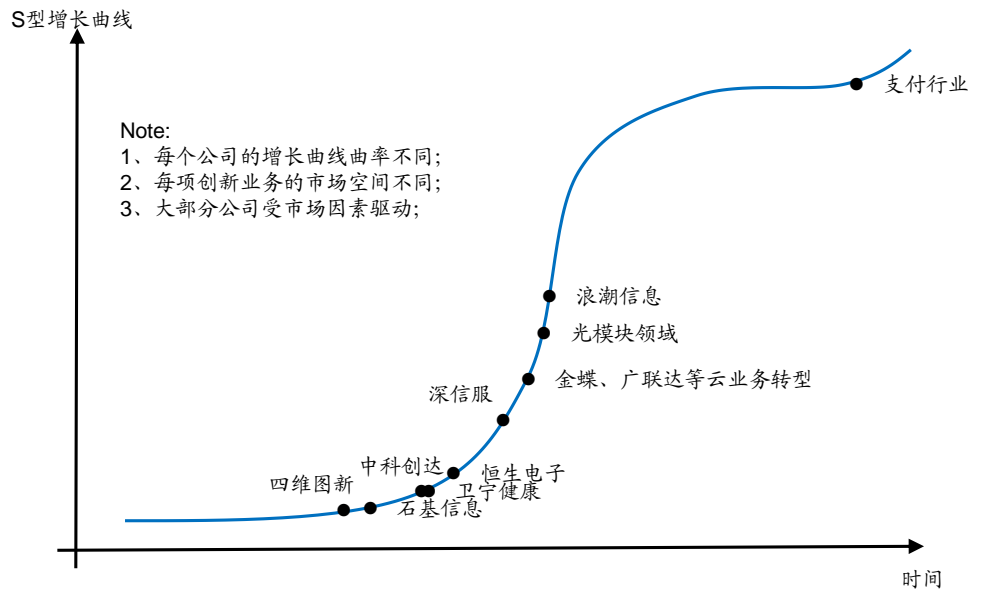 S型增长曲线
支付行业
Note:
1、每个公司的增长曲线曲率不同；
2、每项创新业务的市场空间不同；
3、大部分公司受市场因素驱动；
浪潮信息
光模块领域
金蝶、广联达等云业务转型
深信服
中科创达
恒生电子
四维图新
卫宁健康
石基信息
时间